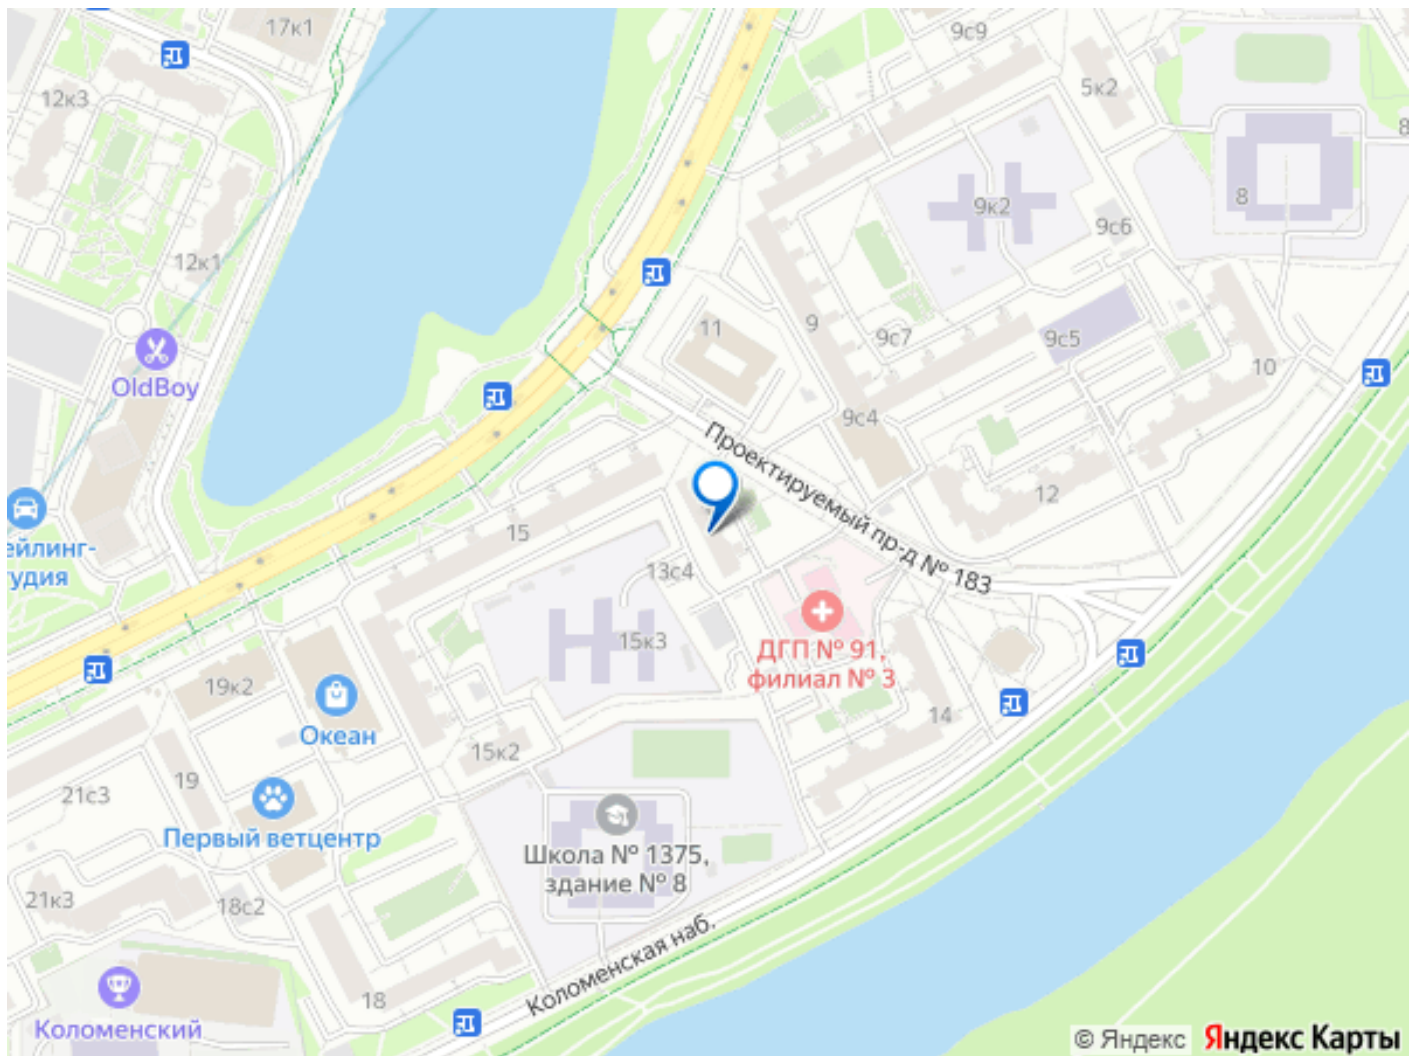 17к1
9с9
5к2
12к3
8
9к2
8
9с6
12к1
11
9
9с7
9с5
10
OldBoy
9с4
Проектируемый пр-д № 183
12
15
ейлинг-
тудия
13с4
15к3
ДГП № 91,
филиал № 3
19к2
14
Океан
15к2
19
21с3
Первый ветцентр
Школа № 1375,
здание № 8
21к3
18с2
Коломенская наб.
18
Коломенский
© Яндекс Яндекс Карты